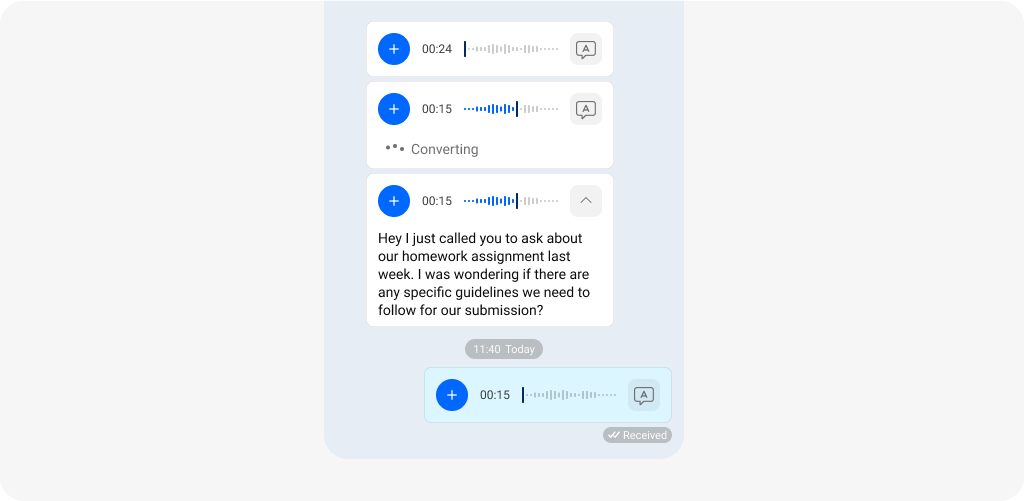 00:24
A
00:15
A
Converting
00:15
Hey I just called you to ask about
our homework assignment last
week. I was wondering if there are
any specific guidelines we need to
follow for our submission?
11:40 Today
00:15
A
Received